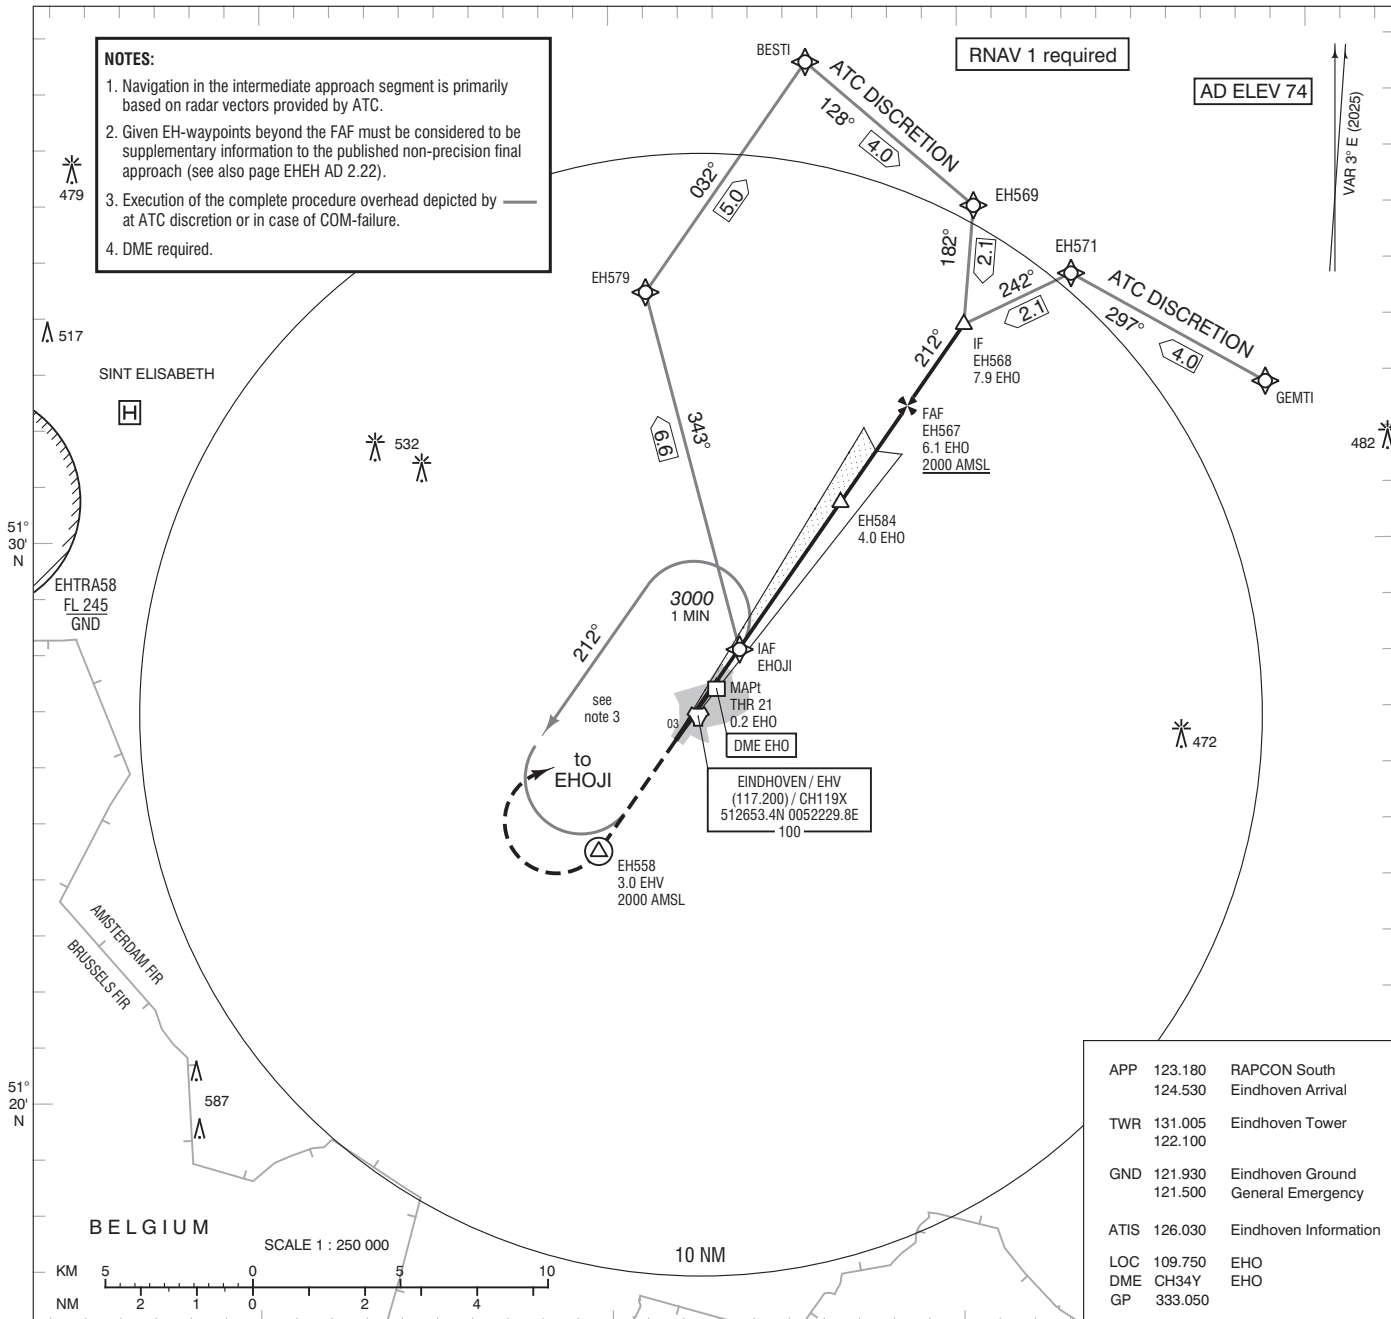 NOTES:
1. Navigation in the intermediate approach segment is primarily
based on radar vectors provided by ATC.
2. Given EH-waypoints beyond the FAF must be considered to be
supplementary information to the published non-precision final
approach (see also page EHEH AD 2.22).
3. Execution of the complete procedure overhead depicted by
at ATC discretion or in case of COM-failure.
4. DME required.
RNAV 1 required
AD ELEV 74
VAR 3° E (2025)
BESTI
ATC DISCRETION
128°
4.0
EH569
032°
5.0
EH579
182°
2.1
EH571
242°
2.1
ATC DISCRETION
297°
4.0
GEMTI
IF
EH568
7.9 EHO
212°
FAF
EH567
6.1 EHO
2000 AMSL
343°
6.6
EH584
4.0 EHO
479
517
SINT ELISABETH
H
532
482
51°
30'
N
EHTRA58
FL 245
GND
3000
1 MIN
212°
see
note 3
IAF
EHOJI
MAPt
THR 21
0.2 EHO
03
DME EHO
to
EHOJI
EINDHOVEN / EHV
(117.200) / CH119X
512653.4N 0052229.8E
100
EH558
3.0 EHV
2000 AMSL
472
AMSTERDAM FIR
BRUSSELS FIR
587
51°
20'
N
BELGIUM
SCALE 1 : 250 000
KM 5 0 5 10
NM 2 1 0 2 4
10 NM
APP 123.180 RAPCON South
124.530 Eindhoven Arrival
TWR 131.005 Eindhoven Tower
122.100
GND 121.930 Eindhoven Ground
121.500 General Emergency
ATIS 126.030 Eindhoven Information
LOC 109.750 EHO
DME CH34Y EHO
GP 333.050